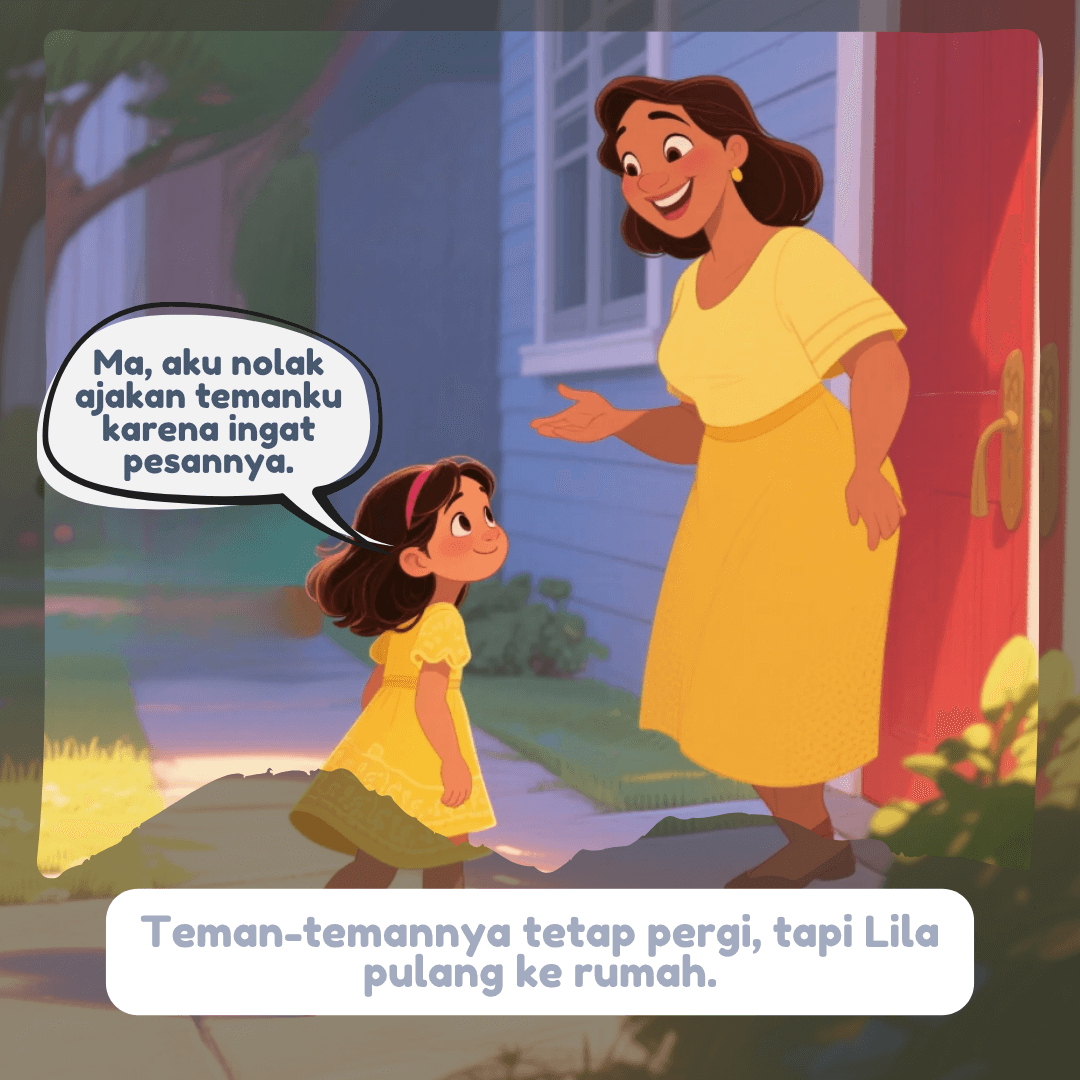 Ma, aku nolak
ajakan temanku
karena ingat
pesannya.
Teman-temannya tetap pergi, tapi Lila
pulang ke rumah.